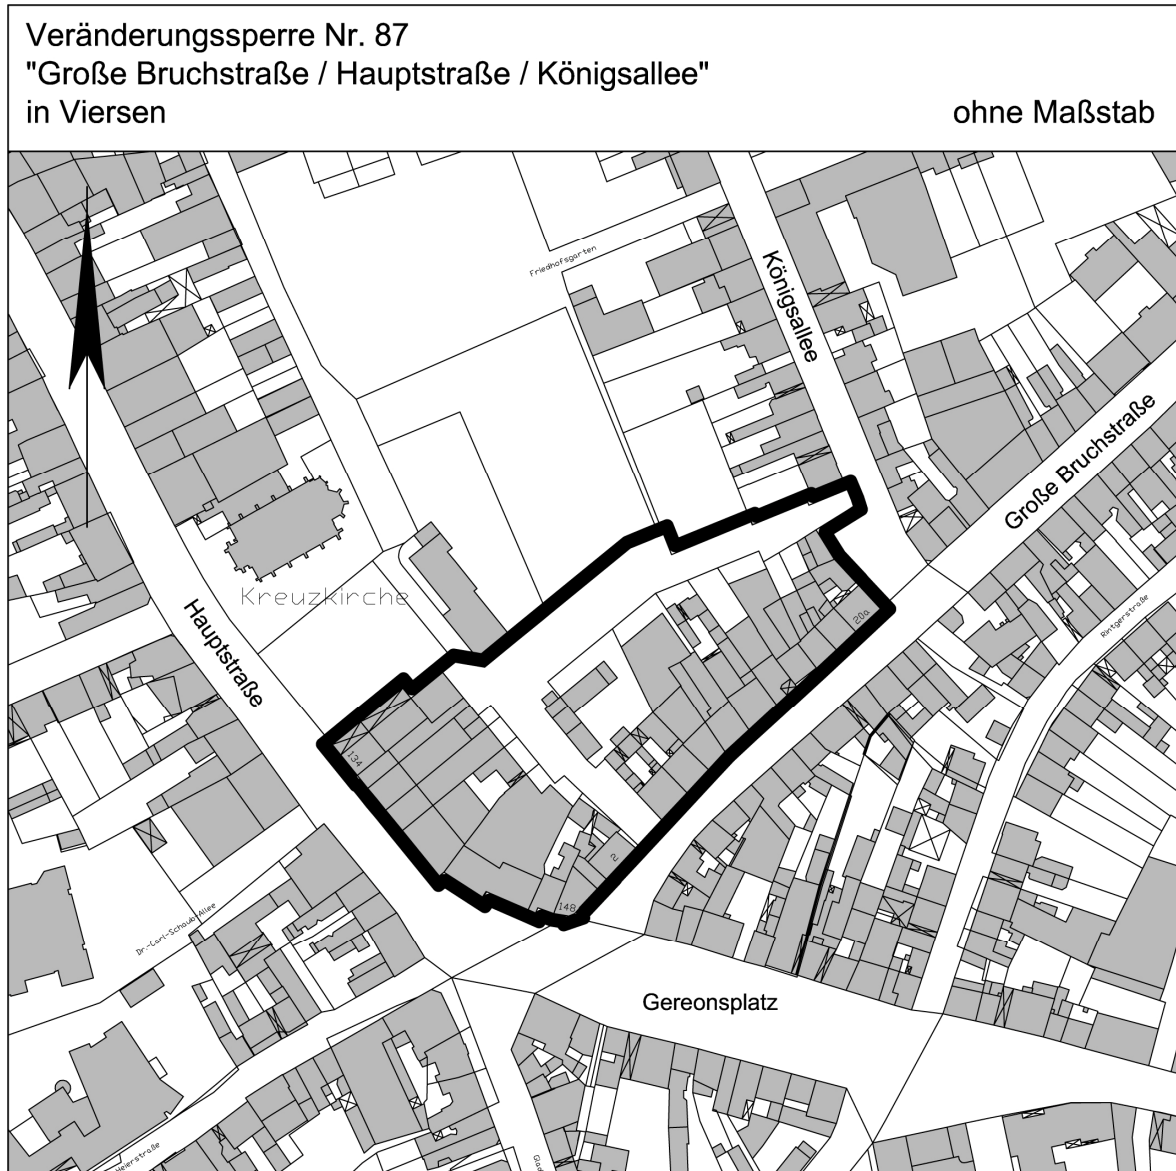 Veränderungssperre Nr. 87
"Große Bruchstraße / Hauptstraße / Königsallee"
in Viersen
ohne Maßstab
Friedhofsgarten
Königsallee
Große Bruchstraße
Kreuzkirche
Hauptstraße
20a
Rintgerstraße
134
2
148
Dr.-Carl-Schaub-Allee
Gereonsplatz